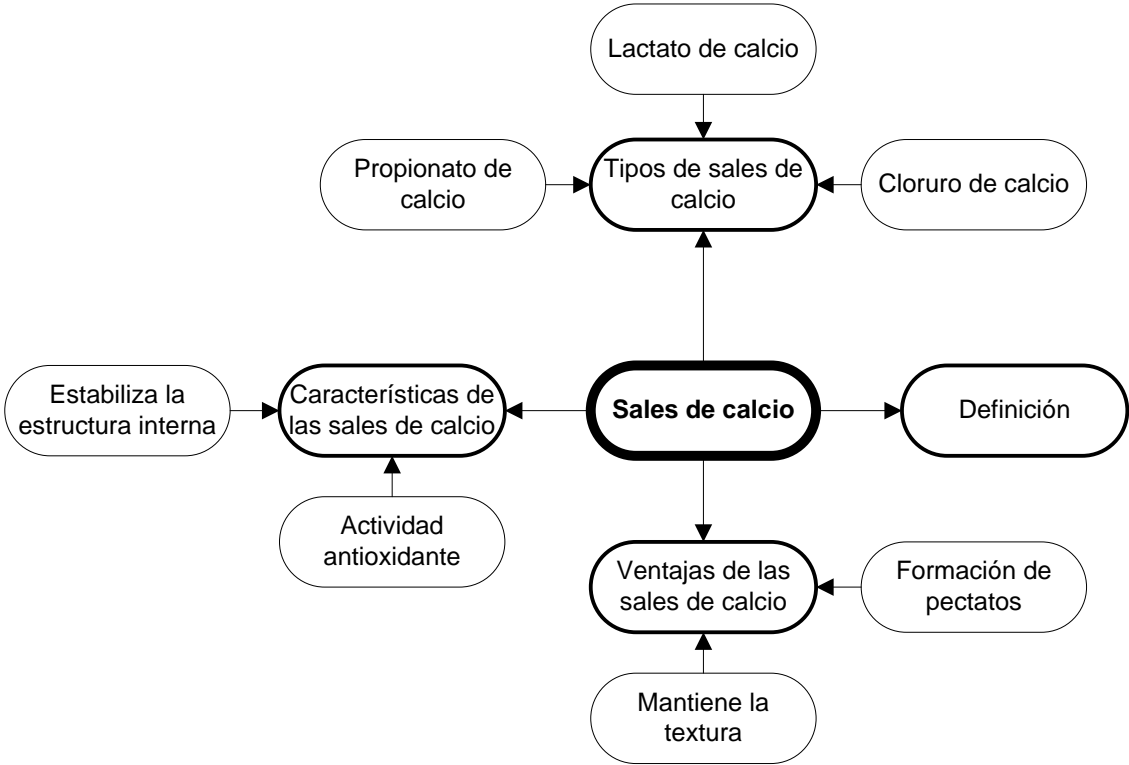 Lactato de calcio
Propionato de
calcio
Tipos de sales de
calcio
Cloruro de calcio
Estabiliza la
estructura interna
Características de
las sales de calcio
Sales de calcio
Definición
Actividad
antioxidante
Ventajas de las
sales de calcio
Formación de
pectatos
Mantiene la
textura